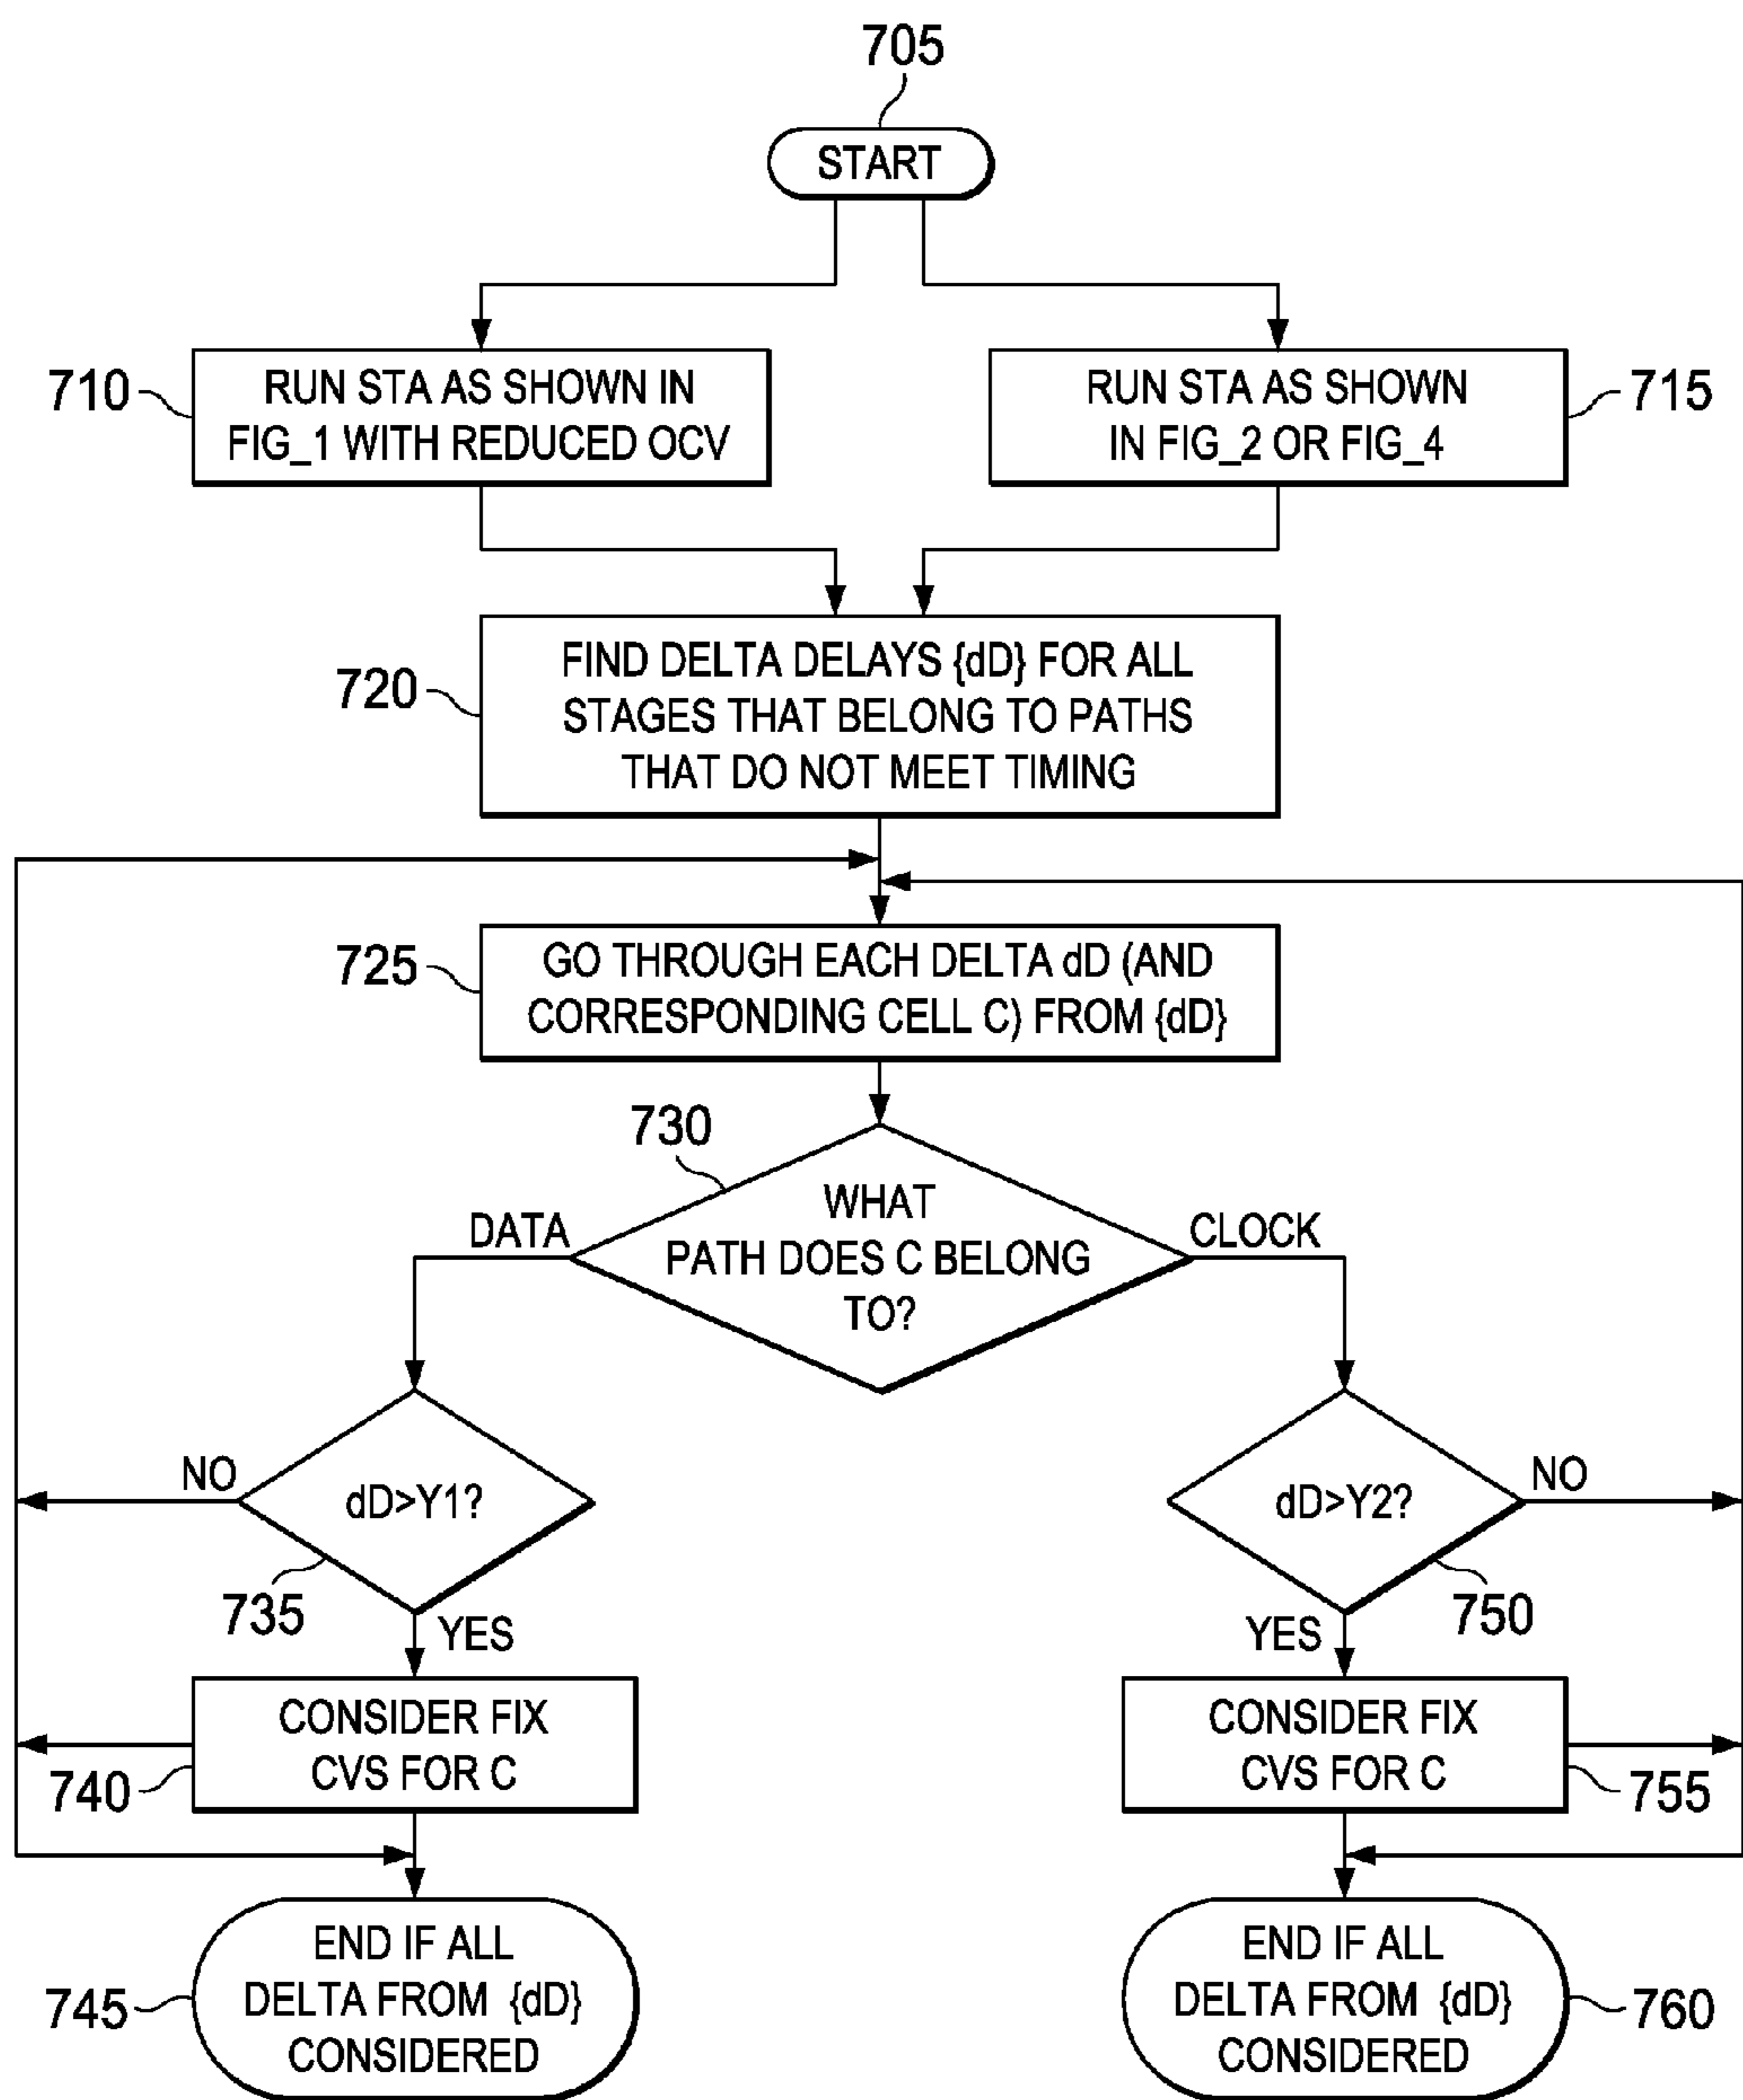 705
START
710
RUN STA AS SHOWN IN
FIG_1 WITH REDUCED OCV
RUN STA AS SHOWN
IN FIG_2 OR FIG_4
715
720
FIND DELTA DELAYS {dD} FOR ALL
STAGES THAT BELONG TO PATHS
THAT DO NOT MEET TIMING
725
GO THROUGH EACH DELTA dD (AND
CORRESPONDING CELL C) FROM {dD}
730
WHAT
PATH DOES C BELONG
TO?
DATA
CLOCK
NO
dD>Y1?
735
YES
dD>Y2?
NO
750
YES
CONSIDER FIX
CVS FOR C
740
CONSIDER FIX
CVS FOR C
755
745
END IF ALL
DELTA FROM {dD}
CONSIDERED
END IF ALL
DELTA FROM {dD}
CONSIDERED
760